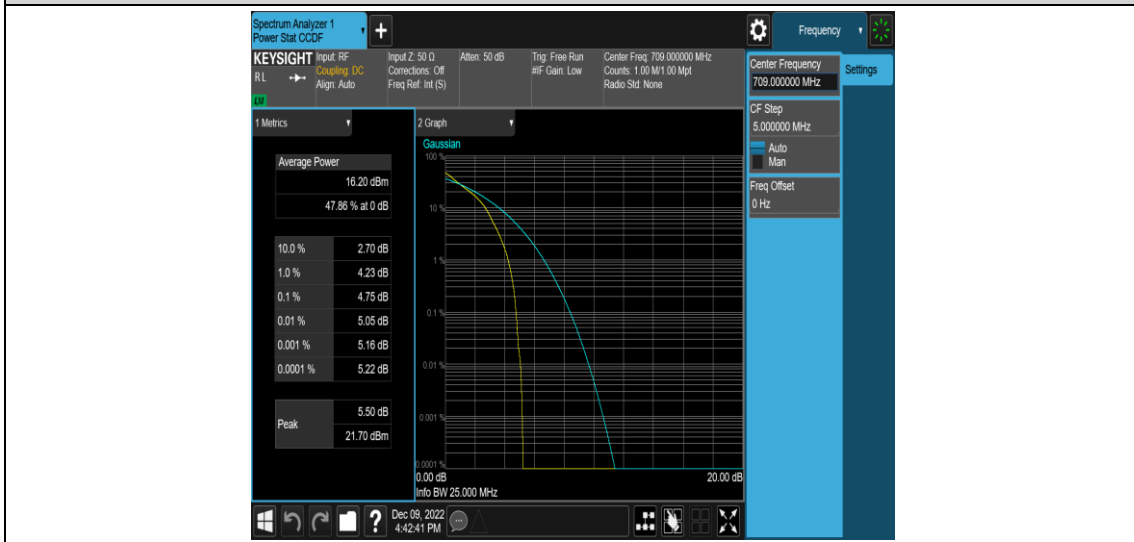 Spectrum Analyzer 1
Power Stat CCDF
+
Frequency
KEYSIGHT
RL
LXI
Input: RF
Coupling: DC
Align: Auto
Input Z: 50 Ω
Corrections: Off
Freq Ref: Int (S)
Atten: 50 dB
Trig: Free Run
#IF Gain: Low
Center Freq: 709.000000 MHz
Counts: 1.00 M/1.00 Mpt
Radio Std: None
Center Frequency
709.000000 MHz
Settings
CF Step
5.000000 MHz
Auto
Man
Freq Offset
0 Hz
1 Metrics
Average Power
16.20 dBm
47.86 % at 0 dB
10.0 % 2.70 dB
1.0 % 4.23 dB
0.1 % 4.75 dB
0.01 % 5.05 dB
0.001 % 5.16 dB
0.0001 % 5.22 dB
Peak
5.50 dB
21.70 dBm
2 Graph
Gaussian
100 %
10 %
1 %
0.1 %
0.01 %
0.001 %
0.0001 %
0.00 dB 20.00 dB
Info BW 25.000 MHz
?
Dec 09, 2022
4:42:41 PM